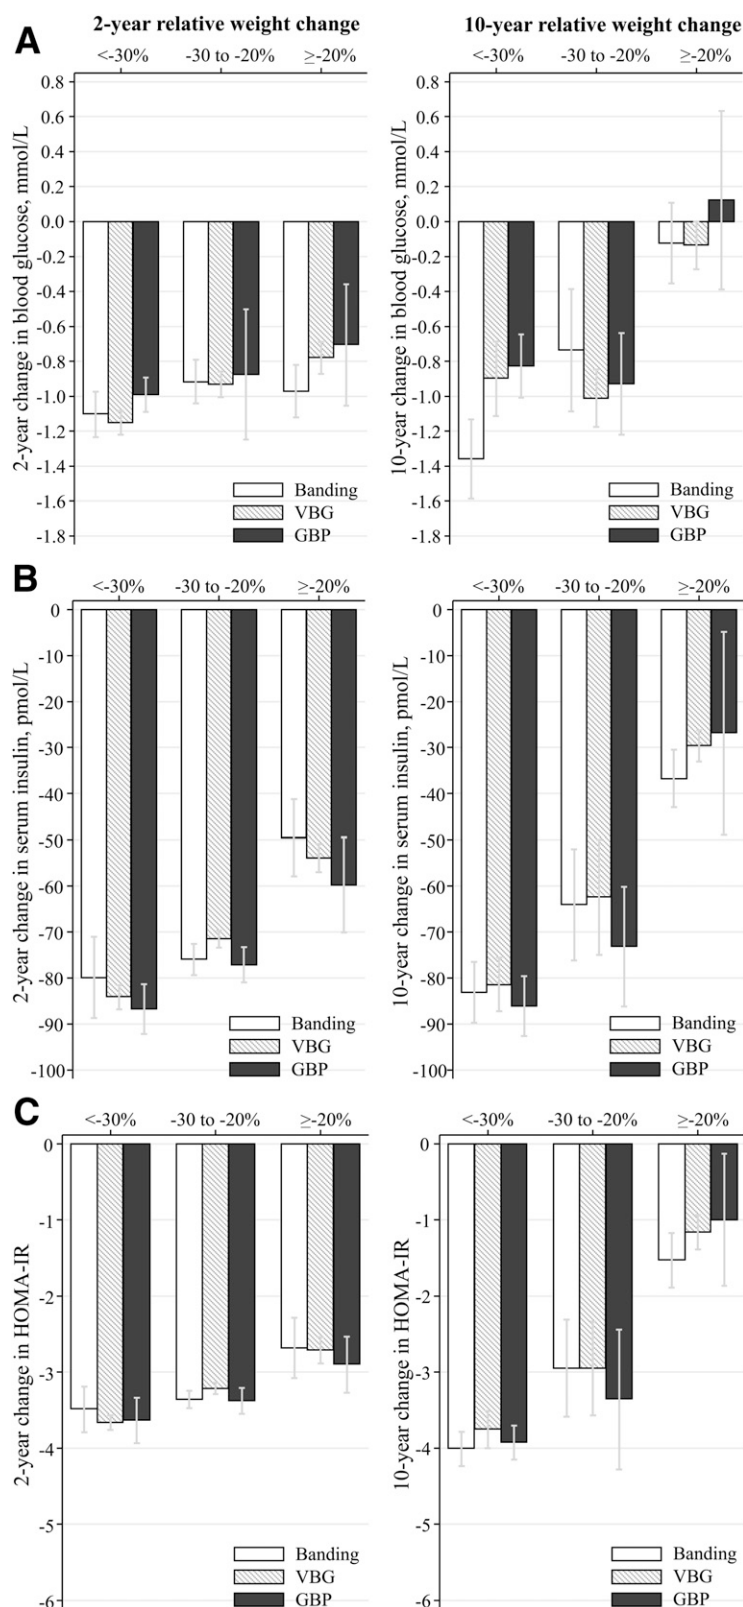 2-year relative weight change
10-year relative weight change
A
<-30%
-30 to -20%
≥-20%
2-year change in blood glucose, mmol/L
0.8
0.6
0.4
0.2
0.0
-0.2
-0.4
-0.6
-0.8
-1.0
-1.2
-1.4
-1.6
-1.8
Banding
VBG
GBP
<-30%
-30 to -20%
≥-20%
10-year change in blood glucose, mmol/L
0.8
0.6
0.4
0.2
0.0
-0.2
-0.4
-0.6
-0.8
-1.0
-1.2
-1.4
-1.6
-1.8
Banding
VBG
GBP
B
<-30%
-30 to -20%
≥-20%
2-year change in serum insulin, pmol/L
0
-10
-20
-30
-40
-50
-60
-70
-80
-90
-100
Banding
VBG
GBP
<-30%
-30 to -20%
≥-20%
10-year change in serum insulin, pmol/L
0
-10
-20
-30
-40
-50
-60
-70
-80
-90
-100
Banding
VBG
GBP
C
<-30%
-30 to -20%
≥-20%
2-year change in HOMA-IR
0
-1
-2
-3
-4
-5
-6
Banding
VBG
GBP
<-30%
-30 to -20%
≥-20%
10-year change in HOMA-IR
0
-1
-2
-3
-4
-5
-6
Banding
VBG
GBP